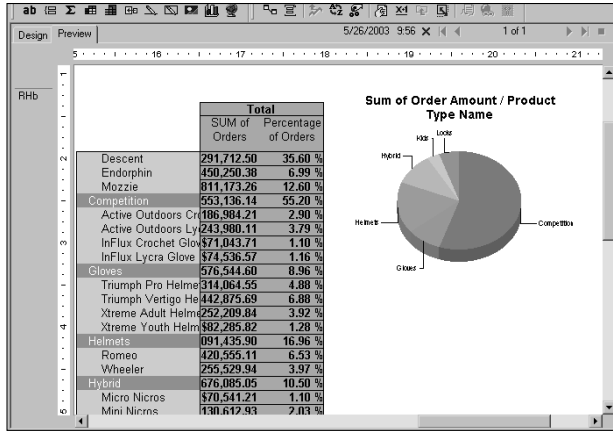 ab Σ
Design Preview 5/26/2003 9:56 1 of 1
5 16 17 18 19 20 21
RHb
Total
SUM of Orders Percentage of Orders
Descent 291,712.50 35.60 %
Endorphin 450,250.38 6.99 %
Mozzie 811,173.26 12.60 %
Competition 553,136.14 55.20 %
Active Outdoors Cro 186,984.21 2.90 %
Active Outdoors Lyc 243,980.11 3.79 %
InFlux Crochet Glov $71,043.71 1.10 %
InFlux Lycra Glove $74,536.57 1.16 %
Gloves 576,544.60 8.96 %
Triumph Pro Helme 314,064.55 4.88 %
Triumph Vertigo He 442,875.69 6.88 %
Xtreme Adult Helme 252,209.84 3.92 %
Xtreme Youth Helm $82,285.82 1.28 %
Helmets 091,435.90 16.96 %
Romeo 420,555.11 6.53 %
Wheeler 255,529.94 3.97 %
Hybrid 676,085.05 10.50 %
Micro Nicros $70,541.21 1.10 %
Mini Nicros 130,612.93 2.03 %
Sum of Order Amount / Product
Type Name
Locks
Kids
Hybrid
Helmets
Competition
Gloves